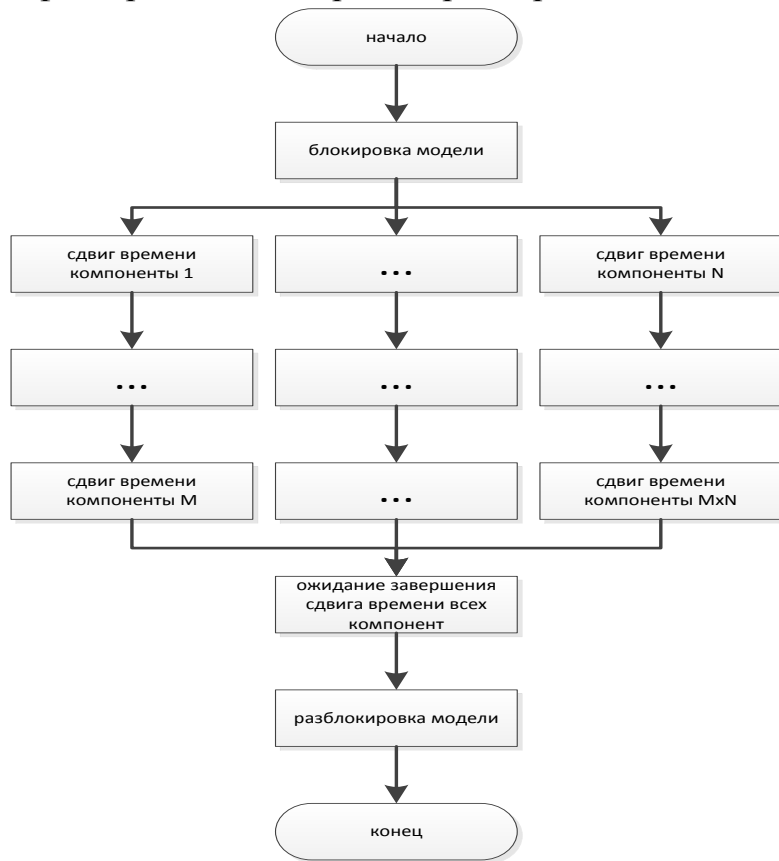 начало
блокировка модели
сдвиг времени
компоненты 1
...
сдвиг времени
компоненты N
...
...
...
сдвиг времени
компоненты M
...
сдвиг времени
компоненты MxN
ожидание завершения
сдвига времени всех
компонент
разблокировка модели
конец